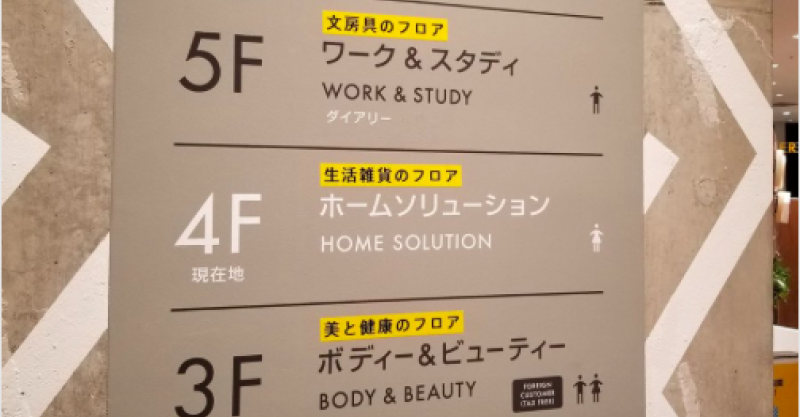 5F
文房具のフロア
ワーク&スタディ
WORK & STUDY
ダイアリー
4F
現在地
生活雑貨のフロア
ホームソリューション
HOME SOLUTION
3F
美と健康のフロア
ボディー&ビューティー
BODY & BEAUTY
FOREIGN
CUSTOMER
(TAX FREE)